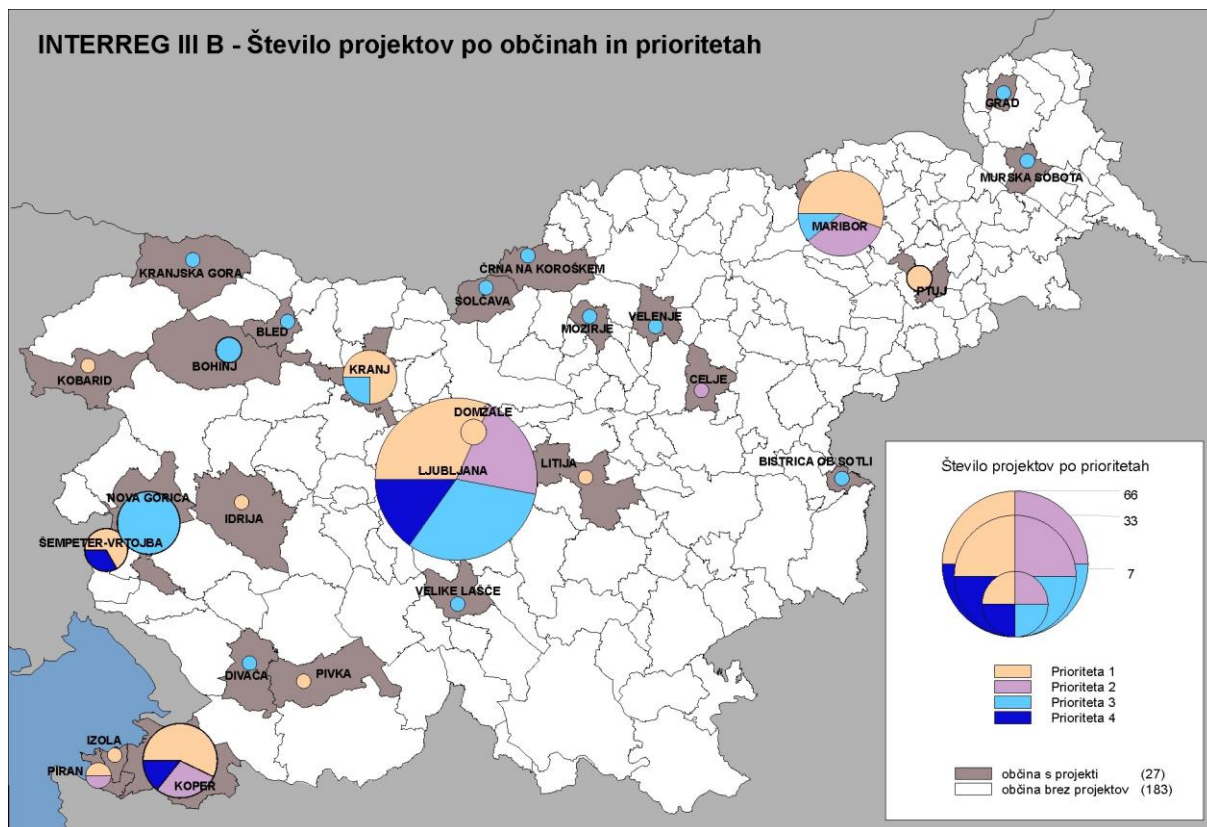 INTERREG III B - Število projektov po občinah in prioritetah
GRAD
MURSKA SOBOTA
MARIBOR
KRANJSKA GORA
ČRNA NA KOROŠKEM
PTUJ
SOLČAVA
BLED
MOZIRJE
VELENJE
BOHINJ
KRANJ
KOBARID
CELJE
DOMŽALE
LJUBLJANA
LITIJA
BISTRICA OB SOTLI
NOVA GORICA
IDRIJA
ŠEMPETER-VRTOJBA
VELIKE LAŠČE
DIVAČA
PIVKA
IZOLA
PIRAN
KOPER
Število projektov po prioritetah
66
33
7
Prioriteta 1
Prioriteta 2
Prioriteta 3
Prioriteta 4
občina s projekti (27)
občina brez projektov (183)